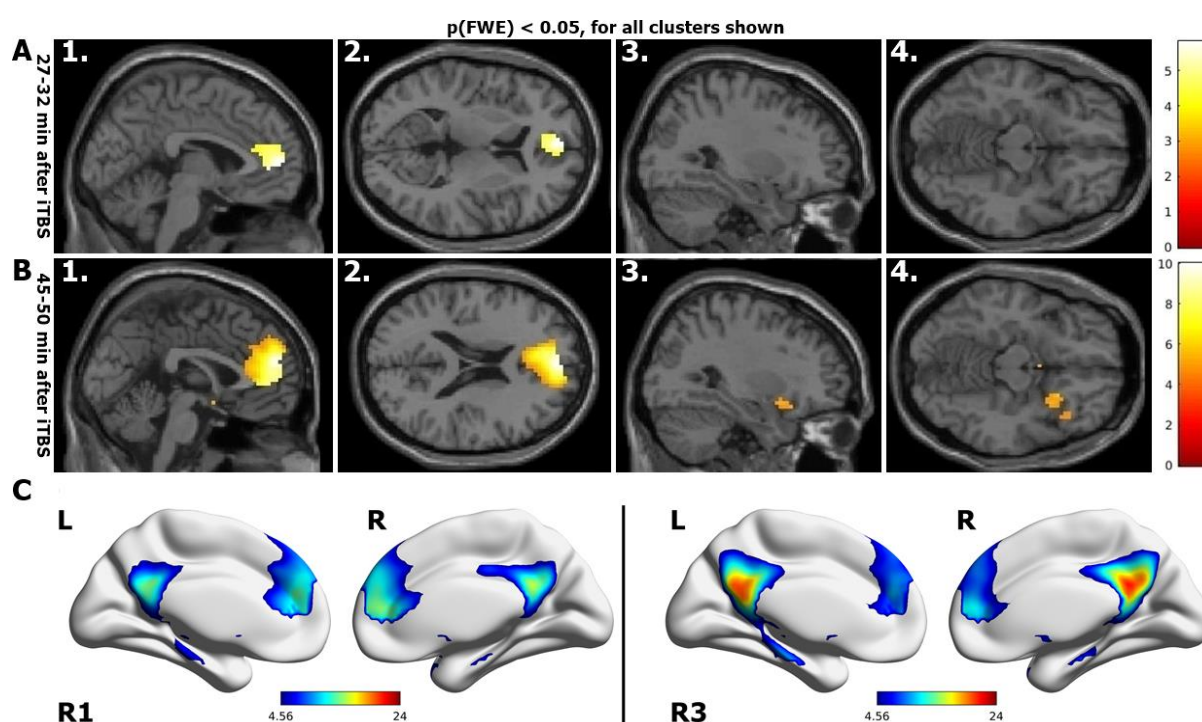 p(FWE) < 0.05, for all clusters shown
A
27-32 min after iTBS
1.
2.
3.
4.
5
4
3
2
1
0
B
45-50 min after iTBS
1.
2.
3.
4.
10
8
6
4
2
0
C
L
R
L
R
R1
4.56
24
R3
4.56
24